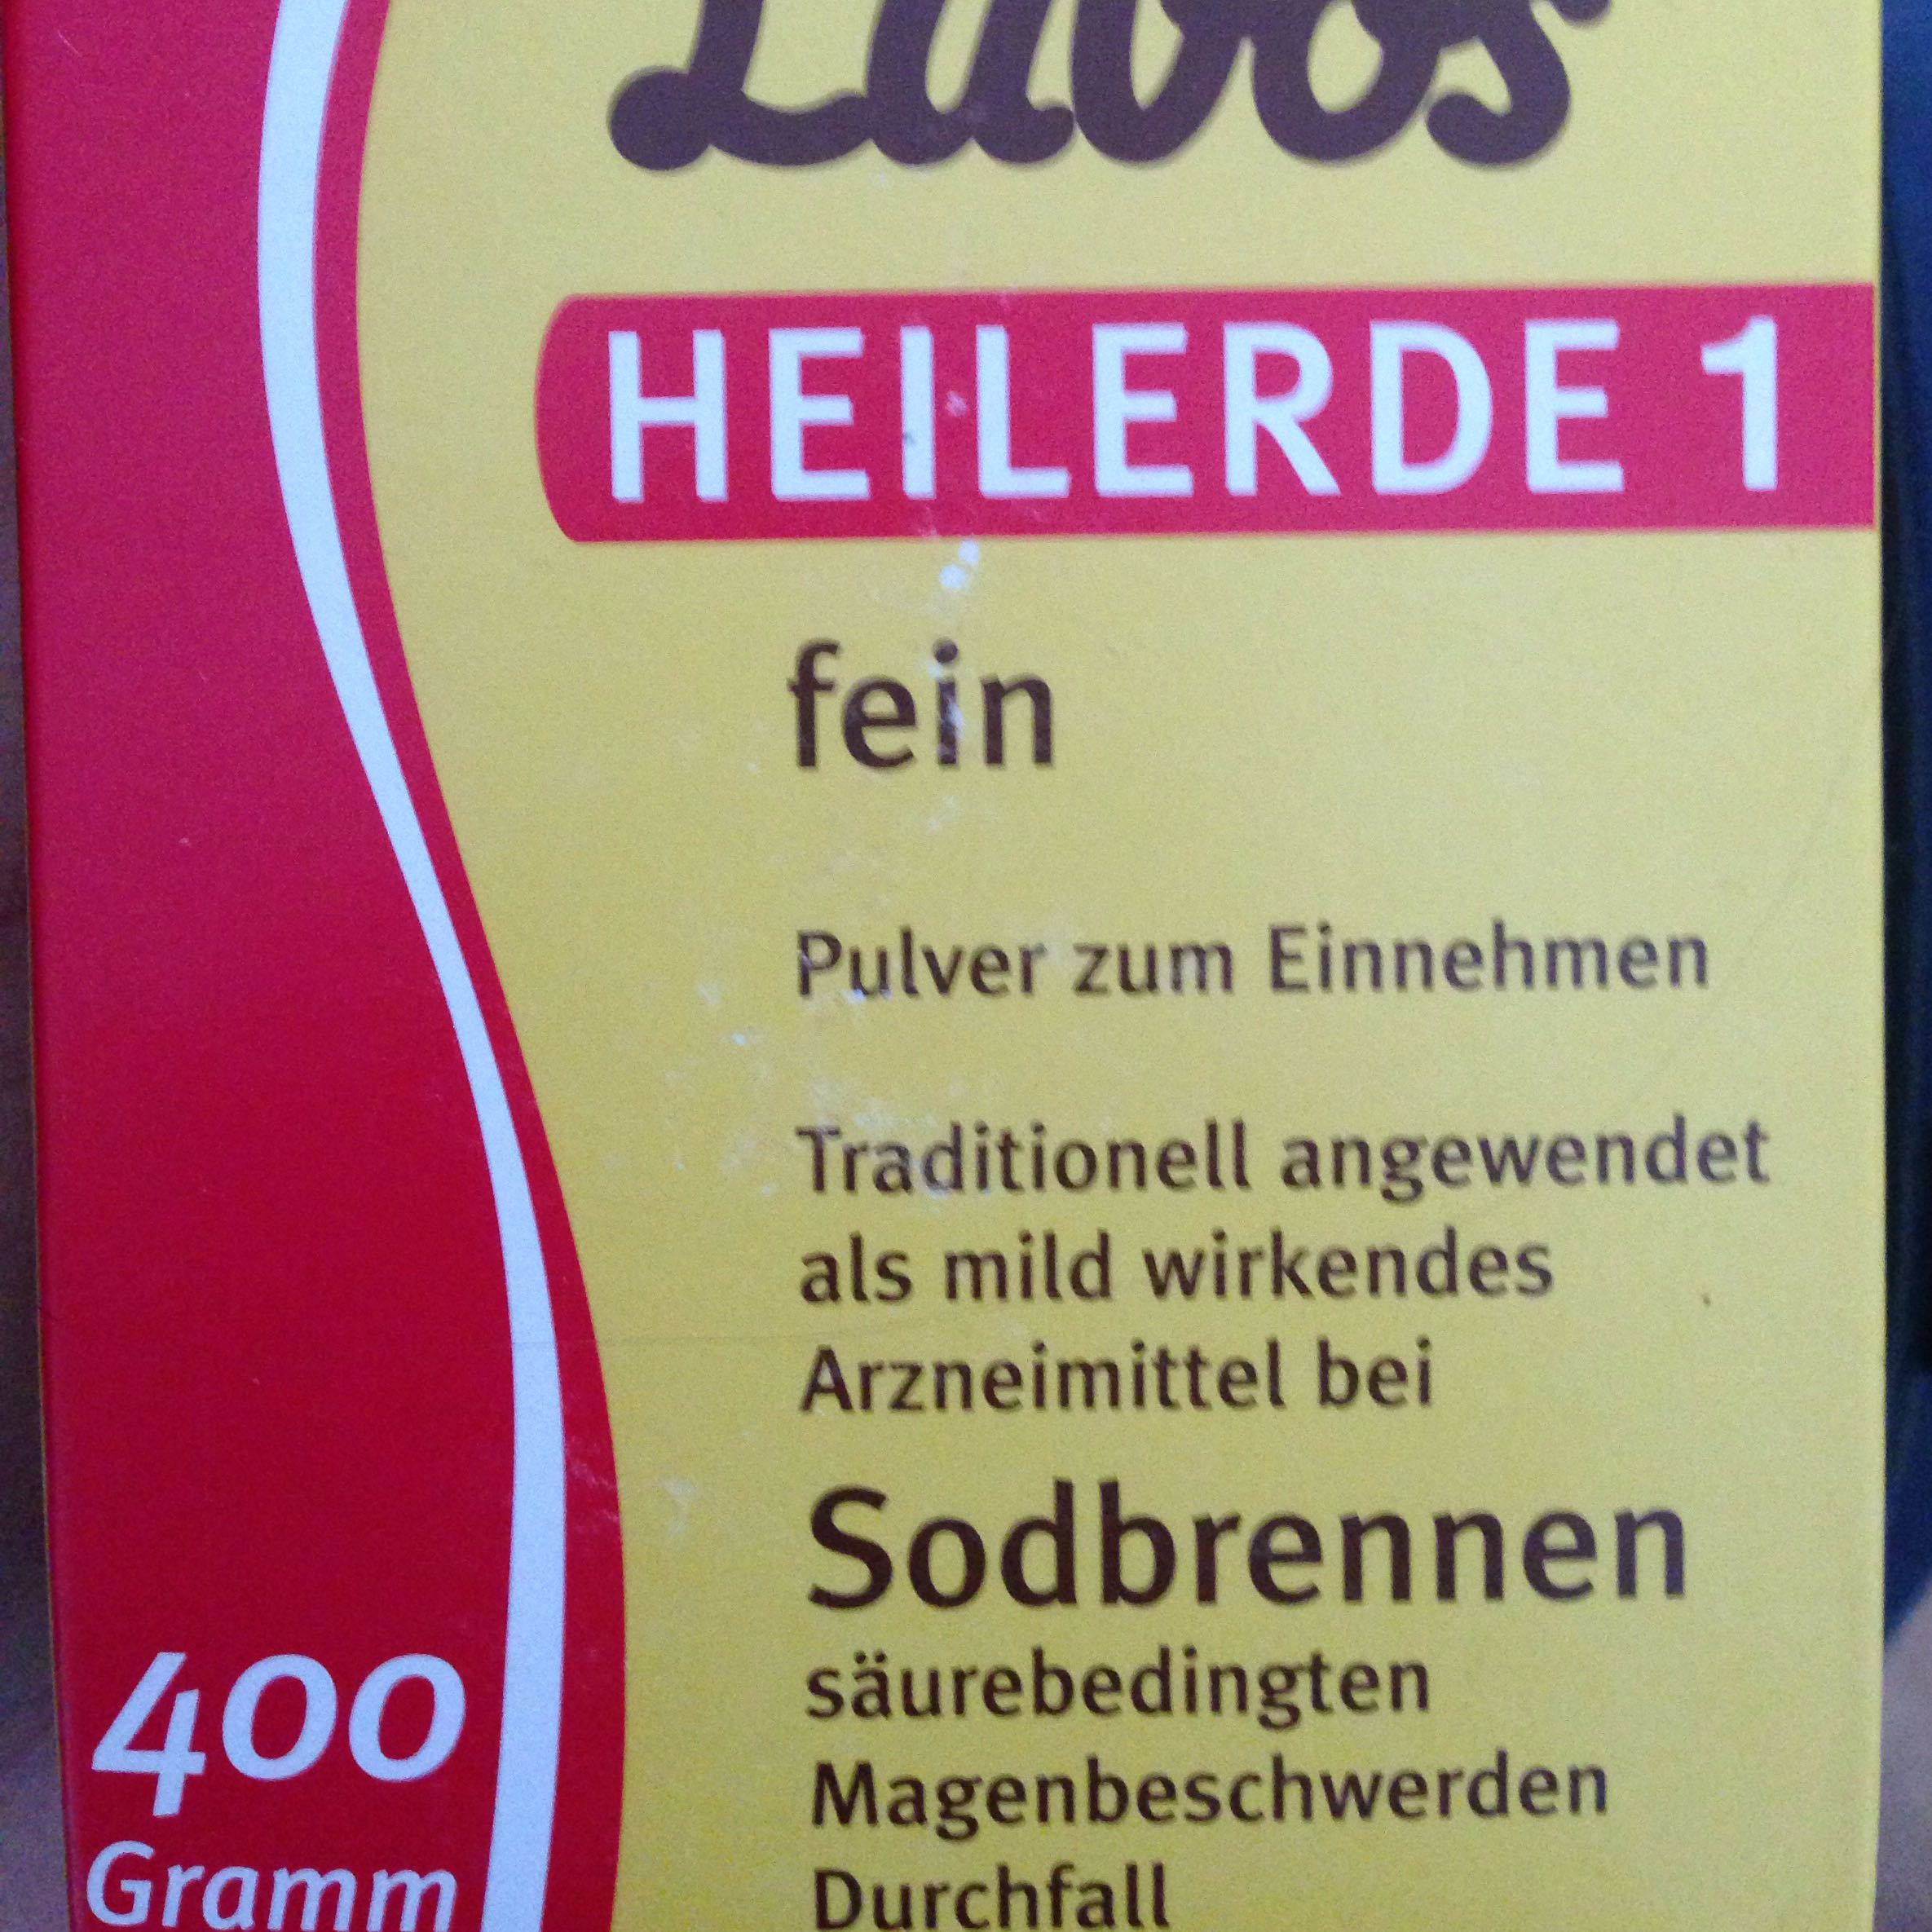 Luvos
HEILERDE 1
fein
Pulver zum Einnehmen
Traditionell angewendet
als mild wirkendes
Arzneimittel bei
Sodbrennen
säurebedingten
Magenbeschwerden
Durchfall
400
Gramm